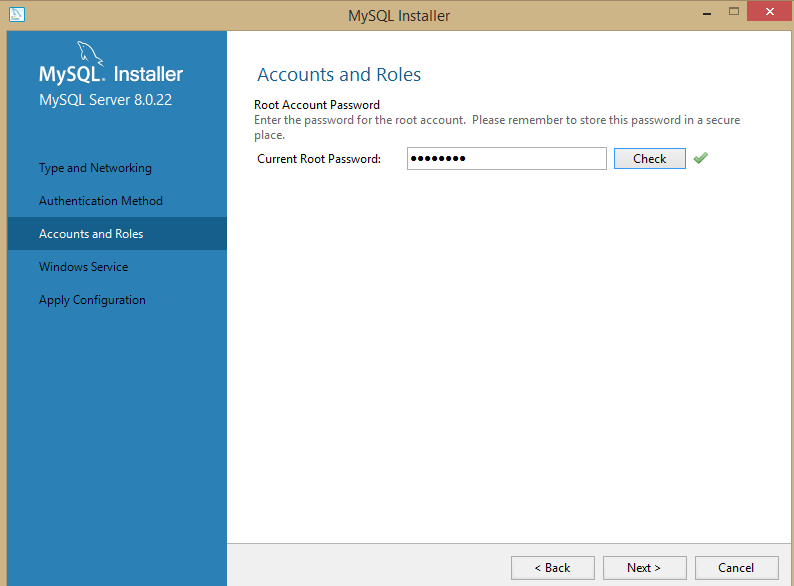 MySQL Installer
MySQL. Installer
MySQL Server 8.0.22
Type and Networking
Authentication Method
Accounts and Roles
Windows Service
Apply Configuration
Accounts and Roles
Root Account Password
Enter the password for the root account. Please remember to store this password in a secure
place.
Current Root Password: ●●●●●●●● Check
< Back Next > Cancel